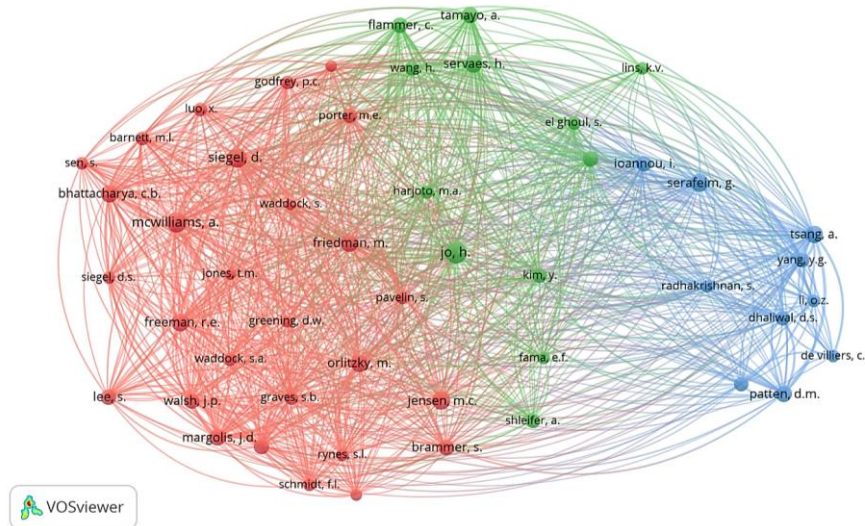 tamayo, a.
flammer, c.
wang, h.
servaes, h.
lins, k.v.
godfrey, p.c.
luo, x.
porter, m.e.
el ghoul, s.
barnett, m.l.
sen, s.
siegel, d.
ioannou, i.
serafeim, g.
bhattacharya, c.b.
harjoto, m.a.
waddock, s.
mcwilliams, a.
friedman, m.
jo, h.
tsang, a.
yang, y.g.
siegel, d.s.
jones, t.m.
kim, y.
radhakrishnan, s.
pavelin, s.
li, o.z.
freeman, r.e.
greening, d.w.
dhaliwal, d.s.
waddock, s.a.
orlitzky, m.
fama, e.f.
de villiers, c.
lee, s.
walsh, j.p.
graves, s.b.
jensen, m.c.
patten, d.m.
shleifer, a.
margolis, j.d.
rynes, s.l.
brammer, s.
schmidt, f.l.
VOSviewer